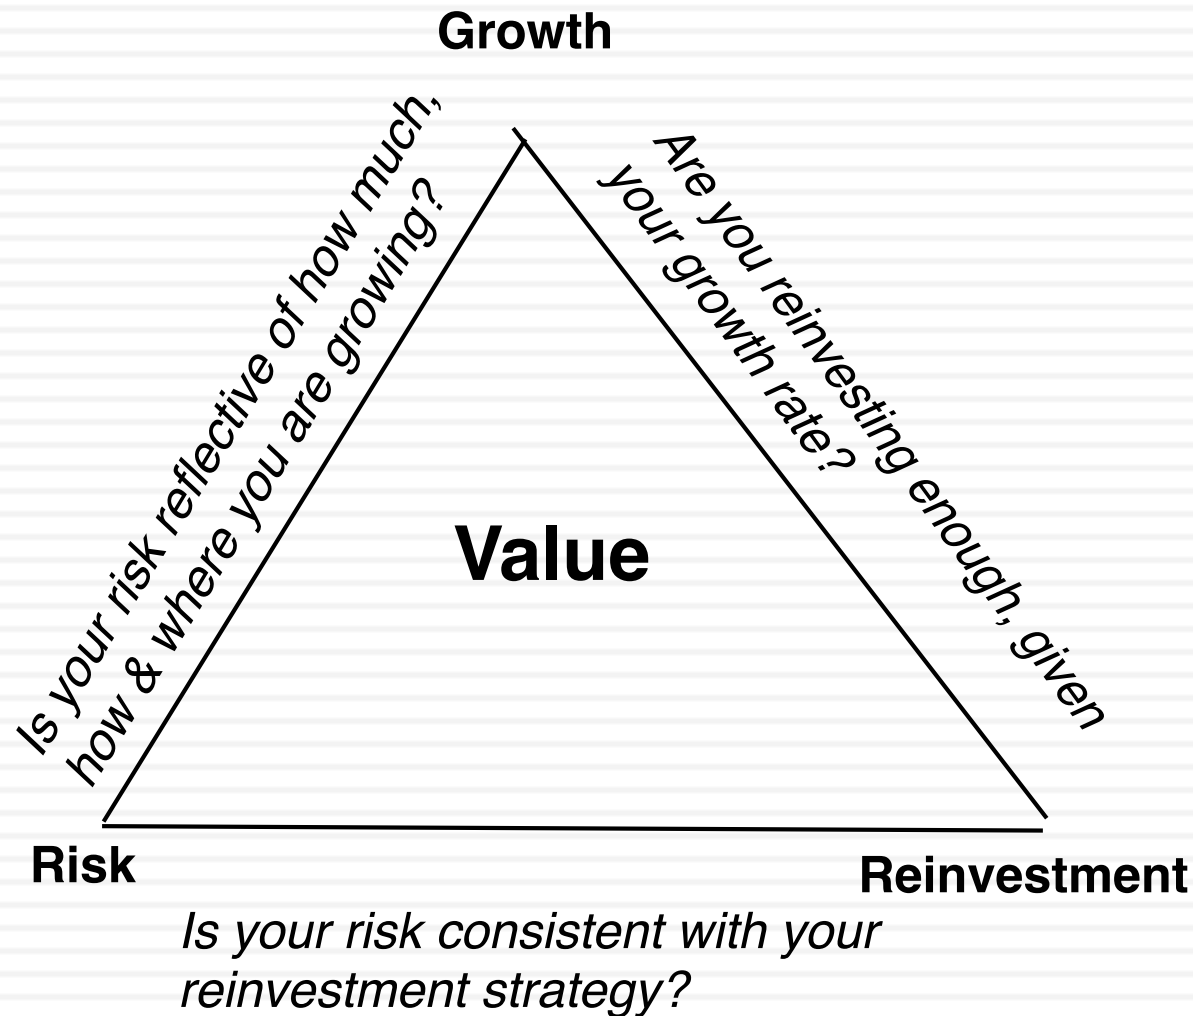 Growth
Is your risk reflective of how much,
how & where you are growing?
Are you reinvesting enough, given
your growth rate?
Value
Risk
Reinvestment
Is your risk consistent with your
reinvestment strategy?